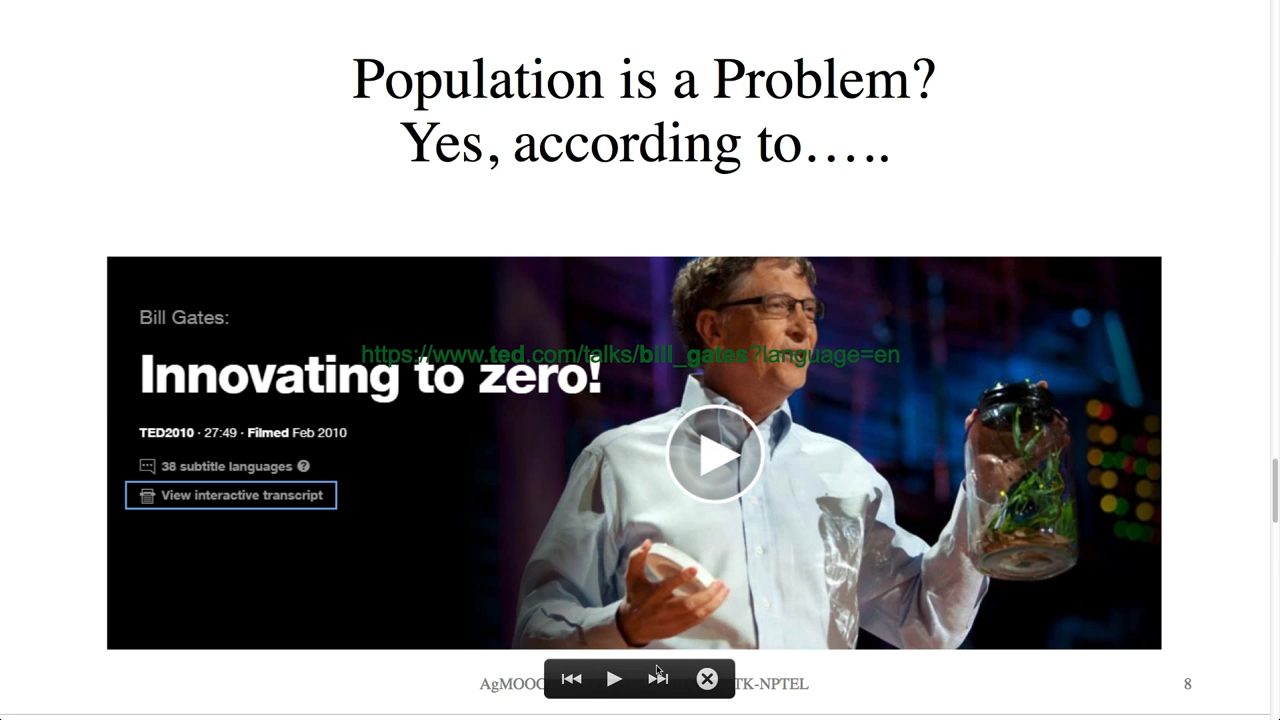 Population is a Problem?
Yes, according to…..
Bill Gates:
https://www.ted.com/talks/bill_gates?language=en
Innovating to zero!
TED2010 · 27:49 · Filmed Feb 2010
38 subtitle languages ?
View interactive transcript
TK-NPTEL
8